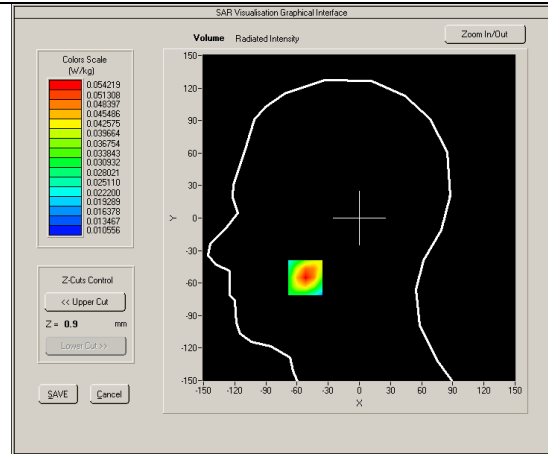 SAR Visualisation Graphical Interface
Volume Radiated Intensity
Zoom In/Out
Colors Scale
(W/kg)
0.054219
0.051308
0.048397
0.045486
0.042575
0.039664
0.036754
0.033843
0.030932
0.028021
0.025110
0.022200
0.019289
0.016378
0.013467
0.010556
Z-Cuts Control
<< Upper Cut
Z = 0.9 mm
Lower Cut >>
SAVE Cancel
150
120
90
60
30
0
-30
-60
-90
-120
-150
Y
-150 -120 -90 -60 -30 0 30 60 90 120 150
X